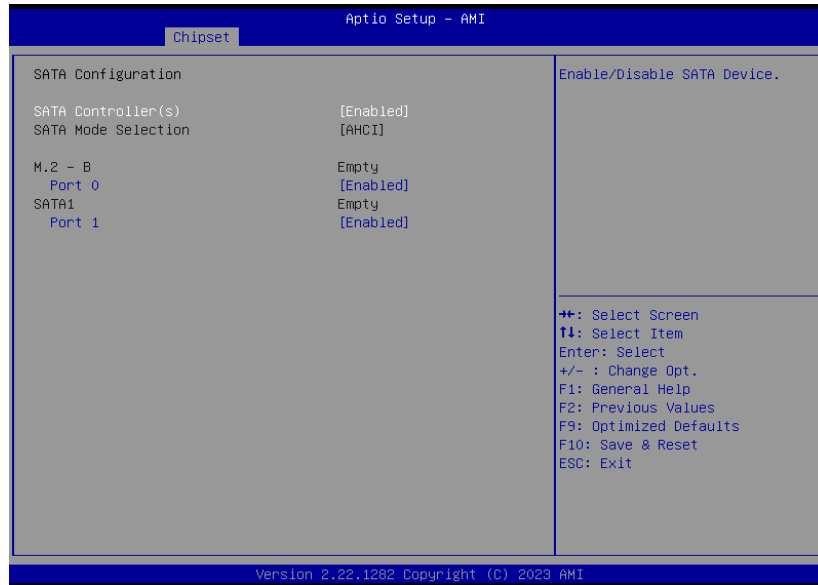 Aptio Setup – AMI
Chipset
SATA Configuration
SATA Controller(s) [Enabled]
SATA Mode Selection [AHCI]
M.2 – B Empty
Port 0 [Enabled]
SATA1 Empty
Port 1 [Enabled]
Enable/Disable SATA Device.
→←: Select Screen
↑↓: Select Item
Enter: Select
+/– : Change Opt.
F1: General Help
F2: Previous Values
F9: Optimized Defaults
F10: Save & Reset
ESC: Exit
Version 2.22.1282 Copyright (C) 2023 AMI